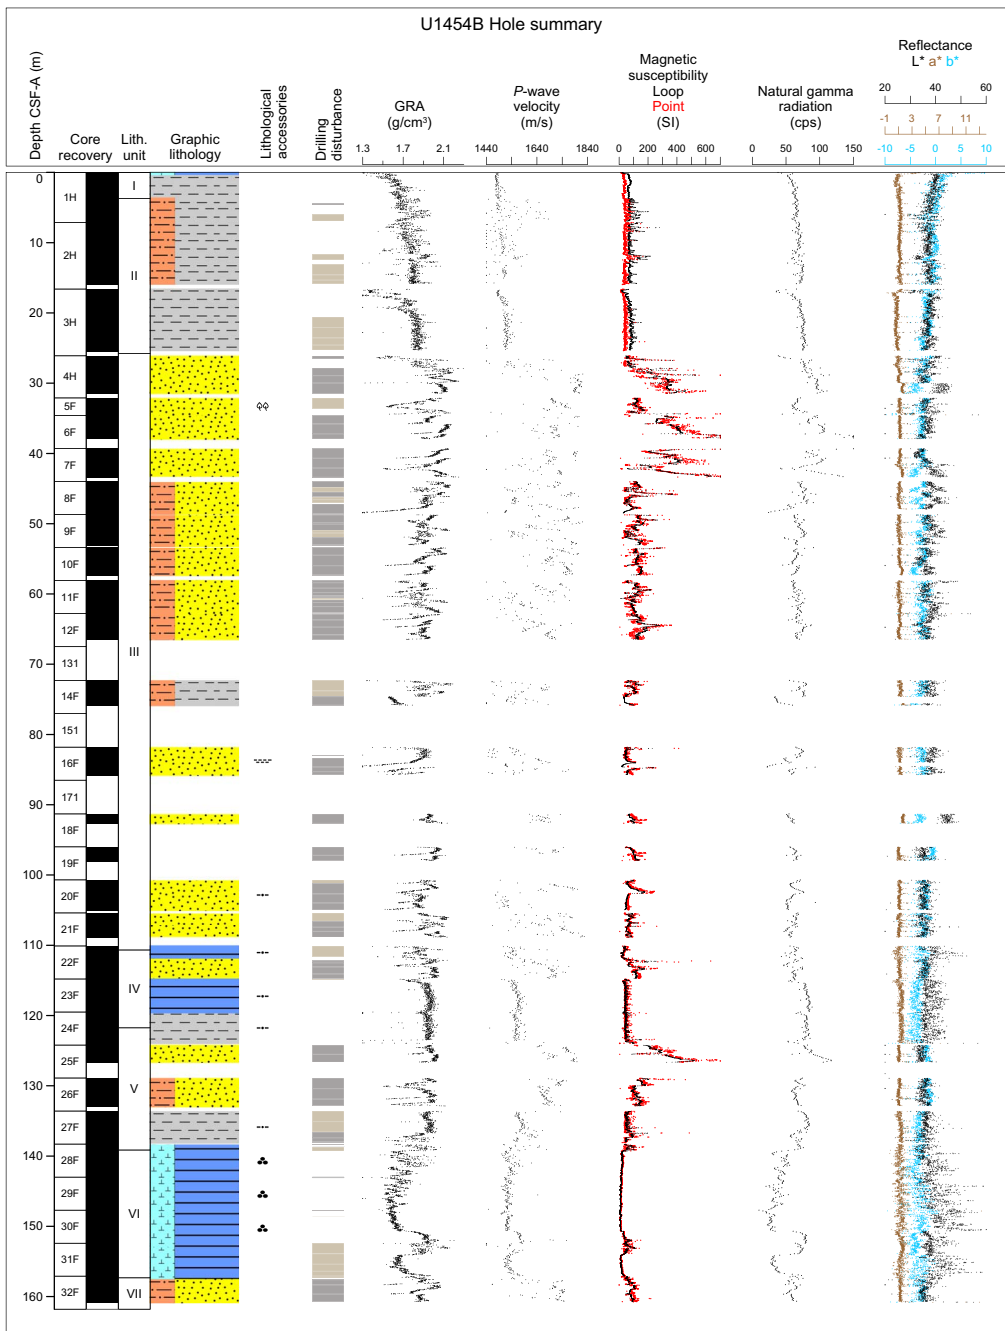 U1454B Hole summary
Depth CSF-A (m)
Core
recovery
Lith.
unit
Graphic
lithology
Lithological
accessories
Drilling
disturbance
GRA
(g/cm³)
1.3 1.7 2.1
P-wave
velocity
(m/s)
1440 1640 1840
Magnetic
susceptibility
Loop
Point
(SI)
0 200 400 600
Natural gamma
radiation
(cps)
0 50 100 150
Reflectance
L* a* b*
20 40 60
-1 3 7 11
-10 -5 0 5 10
0
10
20
30
40
50
60
70
80
90
100
110
120
130
140
150
160
1H
2H
3H
4H
5F
6F
7F
8F
9F
10F
11F
12F
131
14F
151
16F
171
18F
19F
20F
21F
22F
23F
24F
25F
26F
27F
28F
29F
30F
31F
32F
I
II
III
IV
V
VI
VII